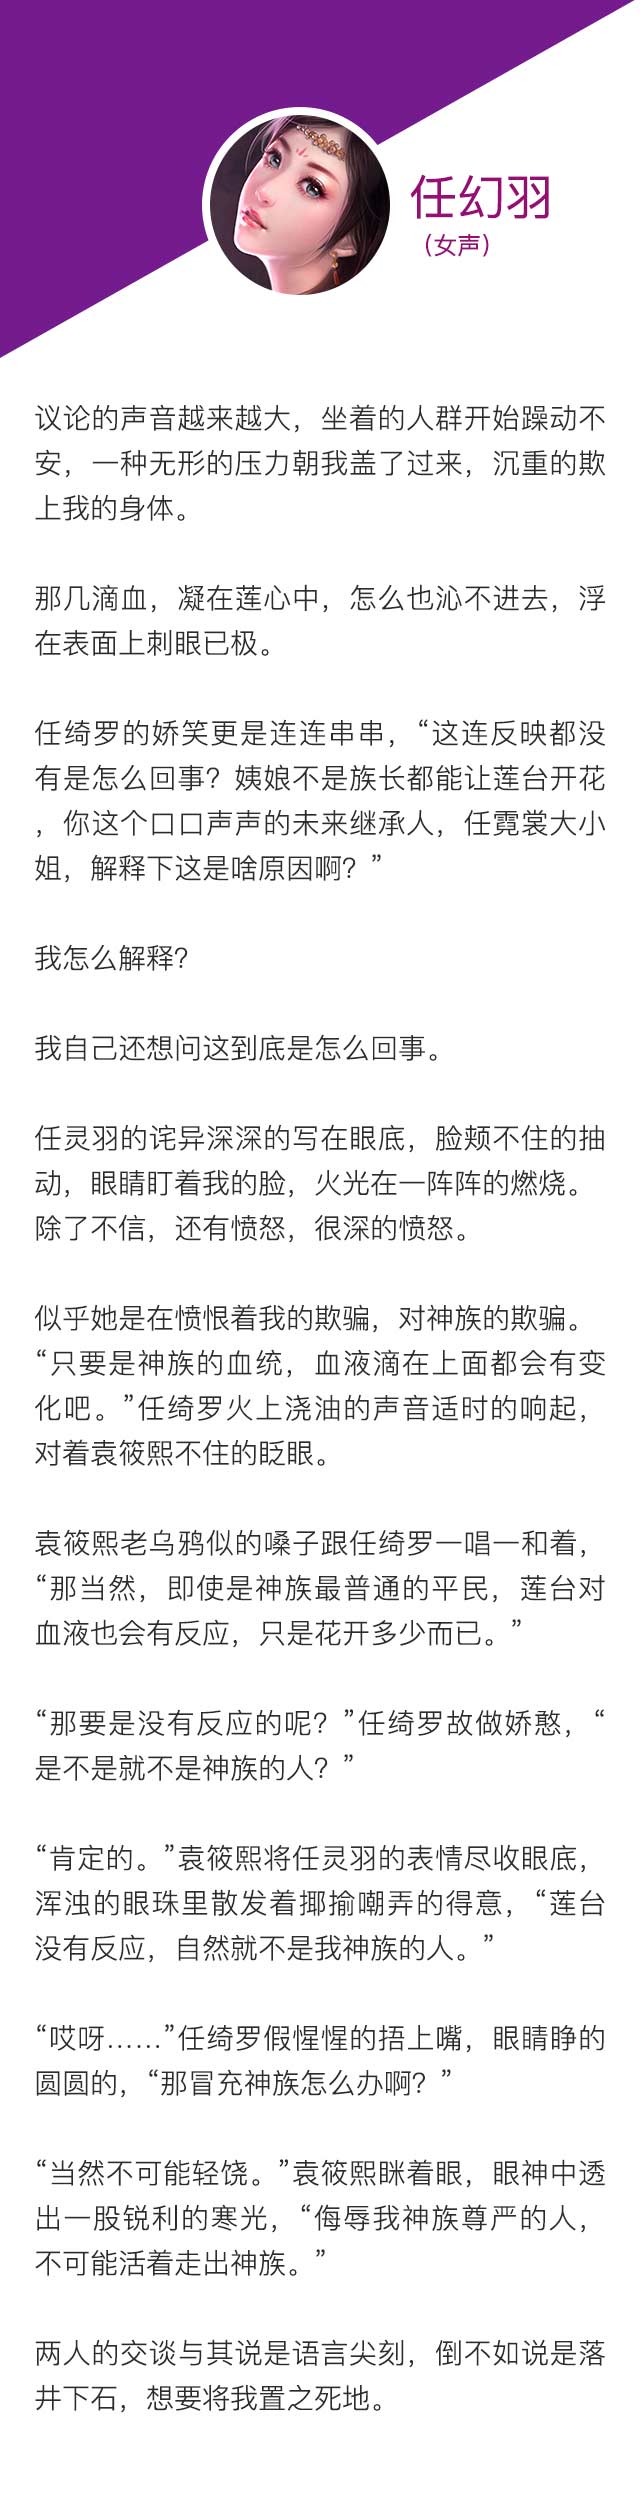 任幻羽
（女声）
议论的声音越来越大，坐着的人群开始躁动不
安，一种无形的压力朝我盖了过来，沉重的欺
上我的身体。
那几滴血，凝在莲心中，怎么也沁不进去，浮
在表面上刺眼已极。
任绮罗的娇笑更是连连串串，“这连反映都没
有是怎么回事？姨娘不是族长都能让莲台开花
，你这个口口声声的未来继承人，任霓裳大小
姐，解释下这是啥原因啊？”
我怎么解释？
我自己还想问这到底是怎么回事。
任灵羽的诧异深深的写在眼底，脸颊不住的抽
动，眼睛盯着我的脸，火光在一阵阵的燃烧。
除了不信，还有愤怒，很深的愤怒。
似乎她是在愤恨着我的欺骗，对神族的欺骗。
“只要是神族的血统，血液滴在上面都会有变
化吧。”任绮罗火上浇油的声音适时的响起，
对着袁筱熙不住的眨眼。
袁筱熙老乌鸦似的嗓子跟任绮罗一唱一和着，
“那当然，即使是神族最普通的平民，莲台对
血液也会有反应，只是花开多少而已。”
“那要是没有反应的呢？”任绮罗故做娇憨，“
是不是就不是神族的人？”
“肯定的。”袁筱熙将任灵羽的表情尽收眼底，
浑浊的眼珠里散发着揶揄嘲弄的得意，“莲台
没有反应，自然就不是我神族的人。”
“哎呀……”任绮罗假惺惺的捂上嘴，眼睛睁的
圆圆的，“那冒充神族怎么办啊？”
“当然不可能轻饶。”袁筱熙眯着眼，眼神中透
出一股锐利的寒光，“侮辱我神族尊严的人，
不可能活着走出神族。”
两人的交谈与其说是语言尖刻，倒不如说是落
井下石，想要将我置之死地。